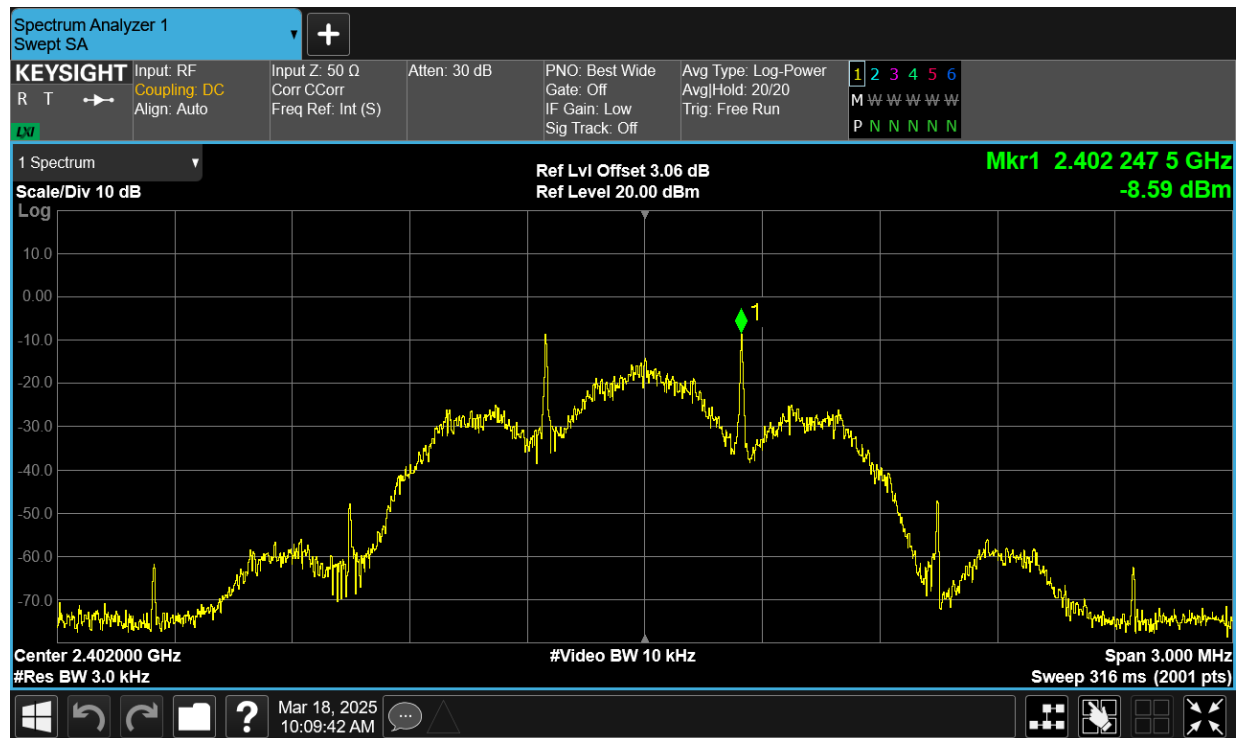 Spectrum Analyzer 1
Swept SA
+
KEYSIGHT
R T
LXI
Input: RF
Coupling: DC
Align: Auto
Input Z: 50 Ω
Corr CCorr
Freq Ref: Int (S)
Atten: 30 dB
PNO: Best Wide
Gate: Off
IF Gain: Low
Sig Track: Off
Avg Type: Log-Power
Avg|Hold: 20/20
Trig: Free Run
1 2 3 4 5 6
M W W W W W W
P N N N N N N
1 Spectrum
Scale/Div 10 dB
Ref Lvl Offset 3.06 dB
Ref Level 20.00 dBm
Mkr1 2.402 247 5 GHz
-8.59 dBm
Log
10.0
0.00
-10.0
-20.0
-30.0
-40.0
-50.0
-60.0
-70.0
1
Center 2.402000 GHz
#Res BW 3.0 kHz
#Video BW 10 kHz
Span 3.000 MHz
Sweep 316 ms (2001 pts)
?
Mar 18, 2025
10:09:42 AM